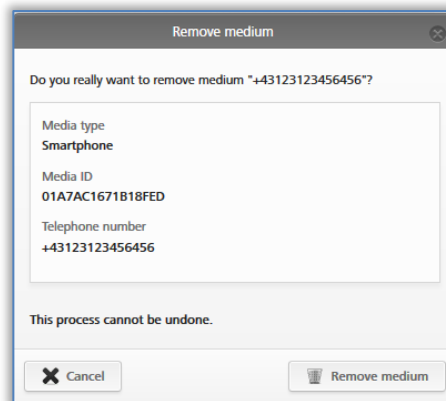 Remove medium
Do you really want to remove medium "+43123123456456"?
Media type
Smartphone
Media ID
01A7AC1671B18FED
Telephone number
+43123123456456
This process cannot be undone.
Cancel
Remove medium